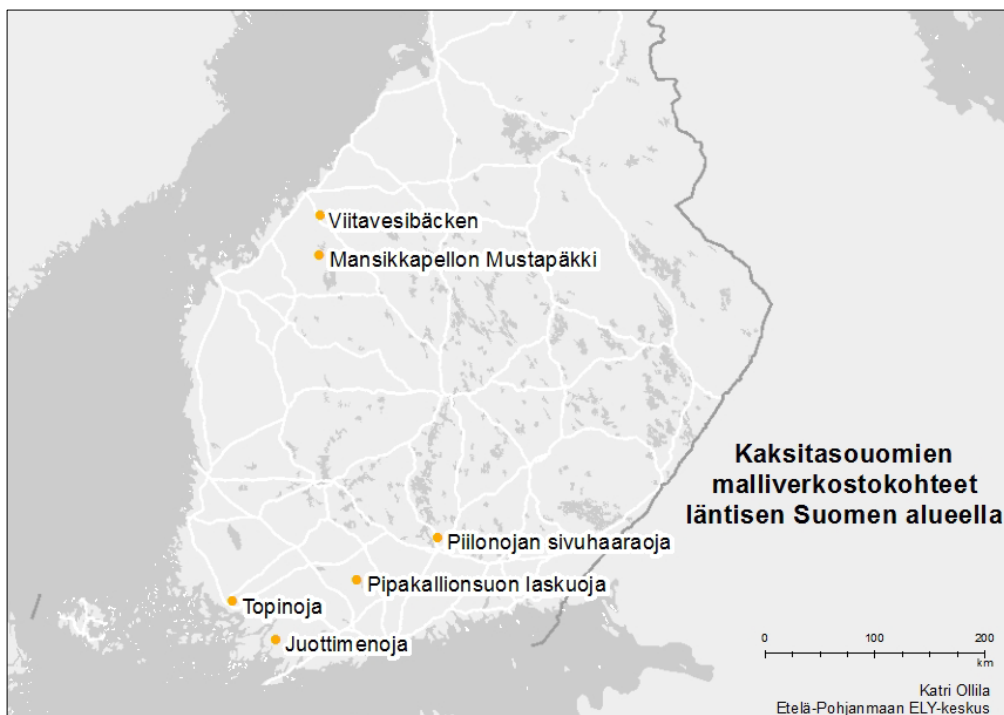 Viitavesibäcken
Mansikkapellon Mustapäkki
Kaksitasouomien
malliverkostokohteet
läntisen Suomen alueella
Piilonojan sivuhaaraoja
Pipakallionsuon laskuoja
Topinoja
Juottimenoja
0 100 200
km
Katri Ollila
Etelä-Pohjanmaan ELY-keskus